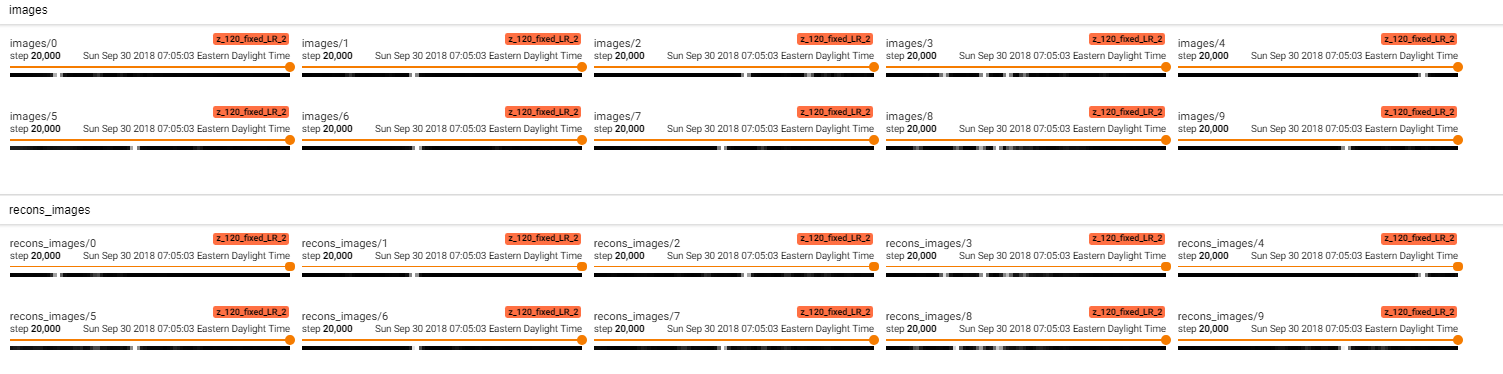 images
z_120_fixed_LR_2 z_120_fixed_LR_2 z_120_fixed_LR_2 z_120_fixed_LR_2 z_120_fixed_LR_2
images/0 images/1 images/2 images/3 images/4
step 20,000 Sun Sep 30 2018 07:05:03 Eastern Daylight Time step 20,000 Sun Sep 30 2018 07:05:03 Eastern Daylight Time step 20,000 Sun Sep 30 2018 07:05:03 Eastern Daylight Time step 20,000 Sun Sep 30 2018 07:05:03 Eastern Daylight Time step 20,000 Sun Sep 30 2018 07:05:03 Eastern Daylight Time
z_120_fixed_LR_2 z_120_fixed_LR_2 z_120_fixed_LR_2 z_120_fixed_LR_2 z_120_fixed_LR_2
images/5 images/6 images/7 images/8 images/9
step 20,000 Sun Sep 30 2018 07:05:03 Eastern Daylight Time step 20,000 Sun Sep 30 2018 07:05:03 Eastern Daylight Time step 20,000 Sun Sep 30 2018 07:05:03 Eastern Daylight Time step 20,000 Sun Sep 30 2018 07:05:03 Eastern Daylight Time step 20,000 Sun Sep 30 2018 07:05:03 Eastern Daylight Time
recons_images
z_120_fixed_LR_2 z_120_fixed_LR_2 z_120_fixed_LR_2 z_120_fixed_LR_2 z_120_fixed_LR_2
recons_images/0 recons_images/1 recons_images/2 recons_images/3 recons_images/4
step 20,000 Sun Sep 30 2018 07:05:03 Eastern Daylight Time step 20,000 Sun Sep 30 2018 07:05:03 Eastern Daylight Time step 20,000 Sun Sep 30 2018 07:05:03 Eastern Daylight Time step 20,000 Sun Sep 30 2018 07:05:03 Eastern Daylight Time step 20,000 Sun Sep 30 2018 07:05:03 Eastern Daylight Time
z_120_fixed_LR_2 z_120_fixed_LR_2 z_120_fixed_LR_2 z_120_fixed_LR_2 z_120_fixed_LR_2
recons_images/5 recons_images/6 recons_images/7 recons_images/8 recons_images/9
step 20,000 Sun Sep 30 2018 07:05:03 Eastern Daylight Time step 20,000 Sun Sep 30 2018 07:05:03 Eastern Daylight Time step 20,000 Sun Sep 30 2018 07:05:03 Eastern Daylight Time step 20,000 Sun Sep 30 2018 07:05:03 Eastern Daylight Time step 20,000 Sun Sep 30 2018 07:05:03 Eastern Daylight Time